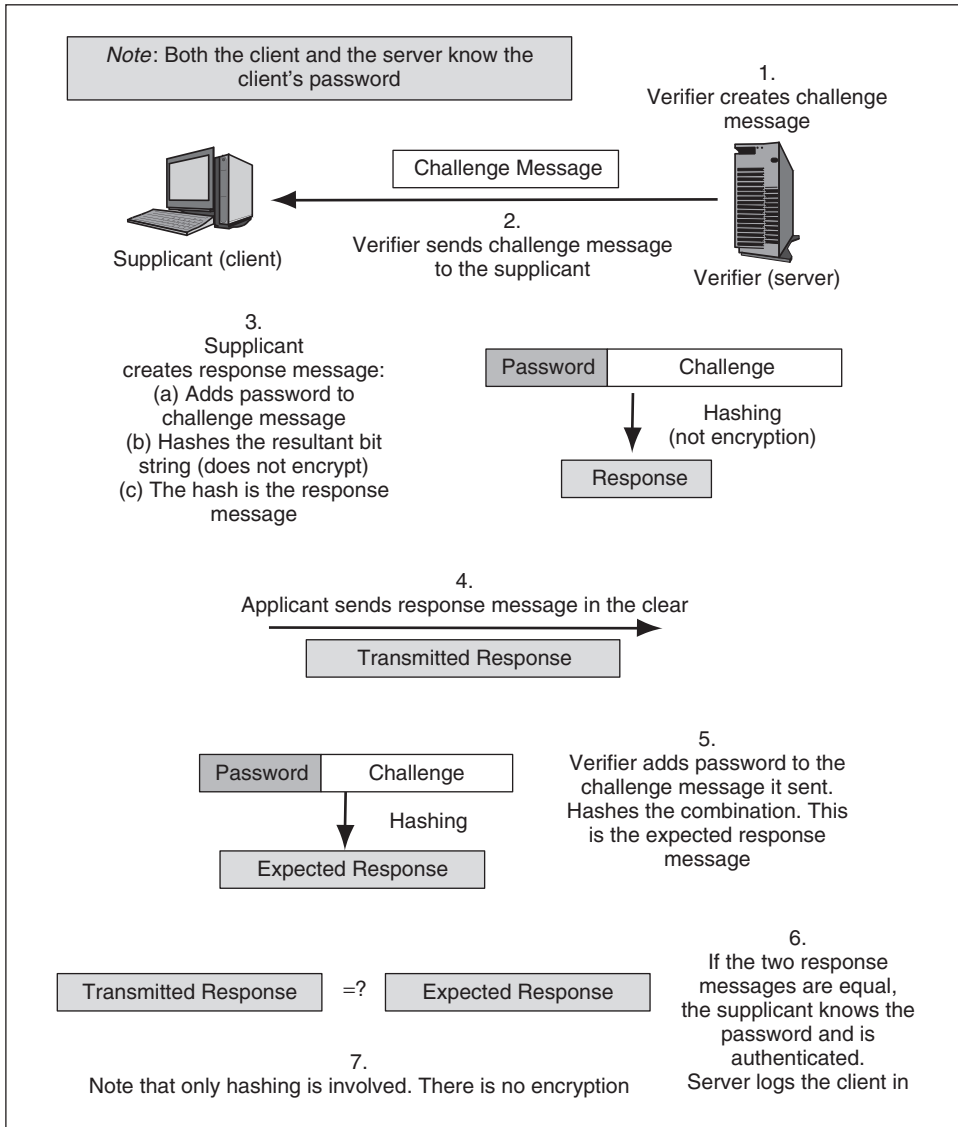 Note: Both the client and the server know the
client's password
1.
Verifier creates challenge
message
Challenge Message
2.
Verifier sends challenge message
to the supplicant
Supplicant (client)
Verifier (server)
3.
Supplicant
creates response message:
(a) Adds password to
challenge message
(b) Hashes the resultant bit
string (does not encrypt)
(c) The hash is the response
message
Password Challenge
Hashing
(not encryption)
Response
4.
Applicant sends response message in the clear
Transmitted Response
Password Challenge
Hashing
Expected Response
5.
Verifier adds password to the
challenge message it sent.
Hashes the combination. This
is the expected response
message
Transmitted Response =? Expected Response
6.
If the two response
messages are equal,
the supplicant knows the
password and is
authenticated.
Server logs the client in
7.
Note that only hashing is involved. There is no encryption